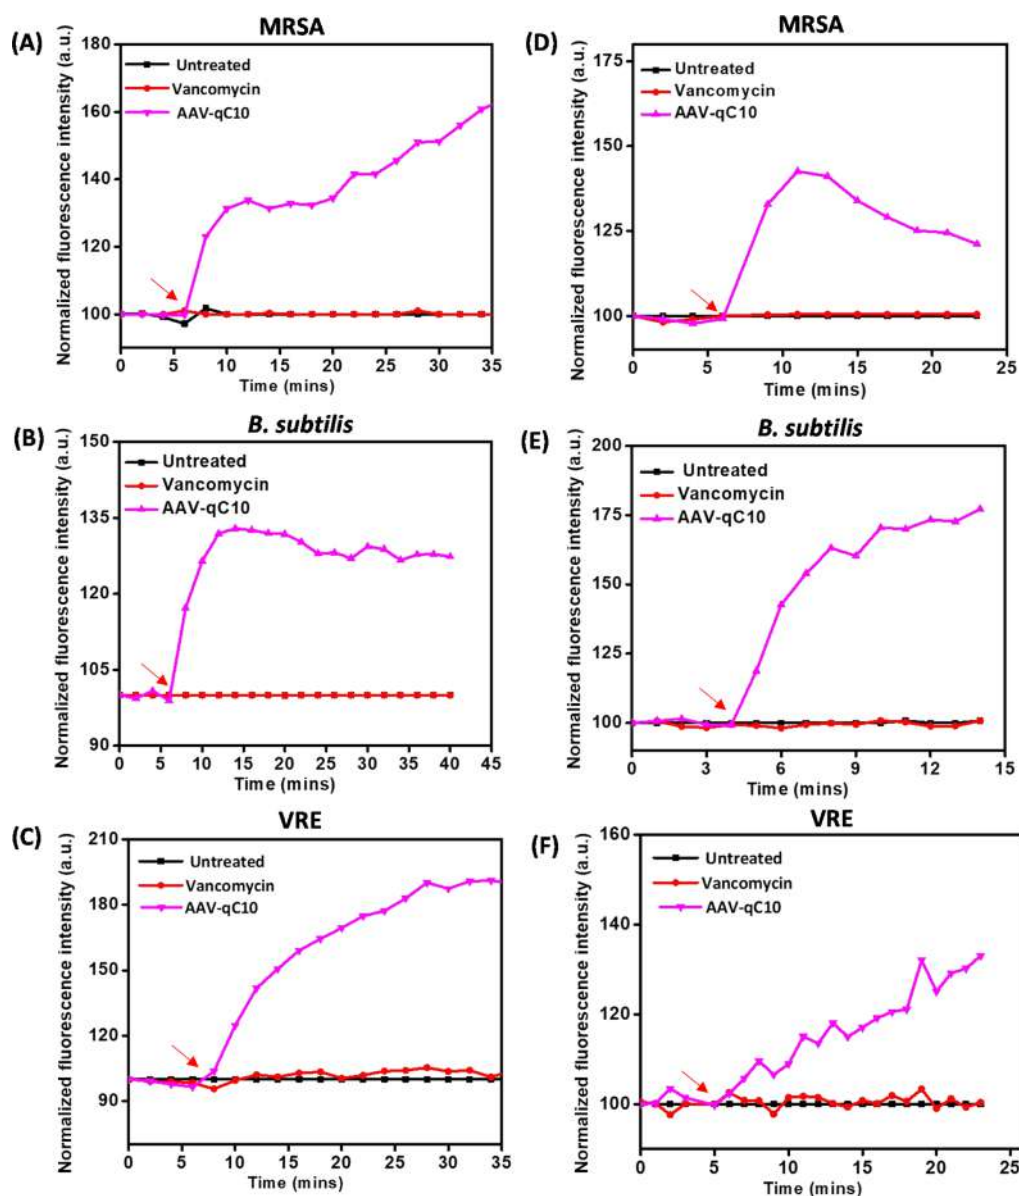 (A)
MRSA
Normalized fluorescence intensity (a.u.)
180
160
140
120
100
Untreated
Vancomycin
AAV-qC10
0 5 10 15 20 25 30 35
Time (mins)
(D)
MRSA
Normalized fluorescence intensity (a.u.)
175
150
125
100
Untreated
Vancomycin
AAV-qC10
0 5 10 15 20 25
Time (mins)
(B)
B. subtilis
Normalized fluorescence intensity (a.u.)
150
135
120
105
90
Untreated
Vancomycin
AAV-qC10
0 5 10 15 20 25 30 35 40 45
Time (mins)
(E)
B. subtilis
Normalized fluorescence intensity (a.u.)
200
175
150
125
100
Untreated
Vancomycin
AAV-qC10
0 3 6 9 12 15
Time (mins)
(C)
VRE
Normalized fluorescence intensity (a.u.)
210
180
150
120
90
Untreated
Vancomycin
AAV-qC10
0 5 10 15 20 25 30 35
Time (mins)
(F)
VRE
Normalized fluorescence intensity (a.u.)
160
140
120
100
Untreated
Vancomycin
AAV-qC10
0 5 10 15 20 25
Time (mins)